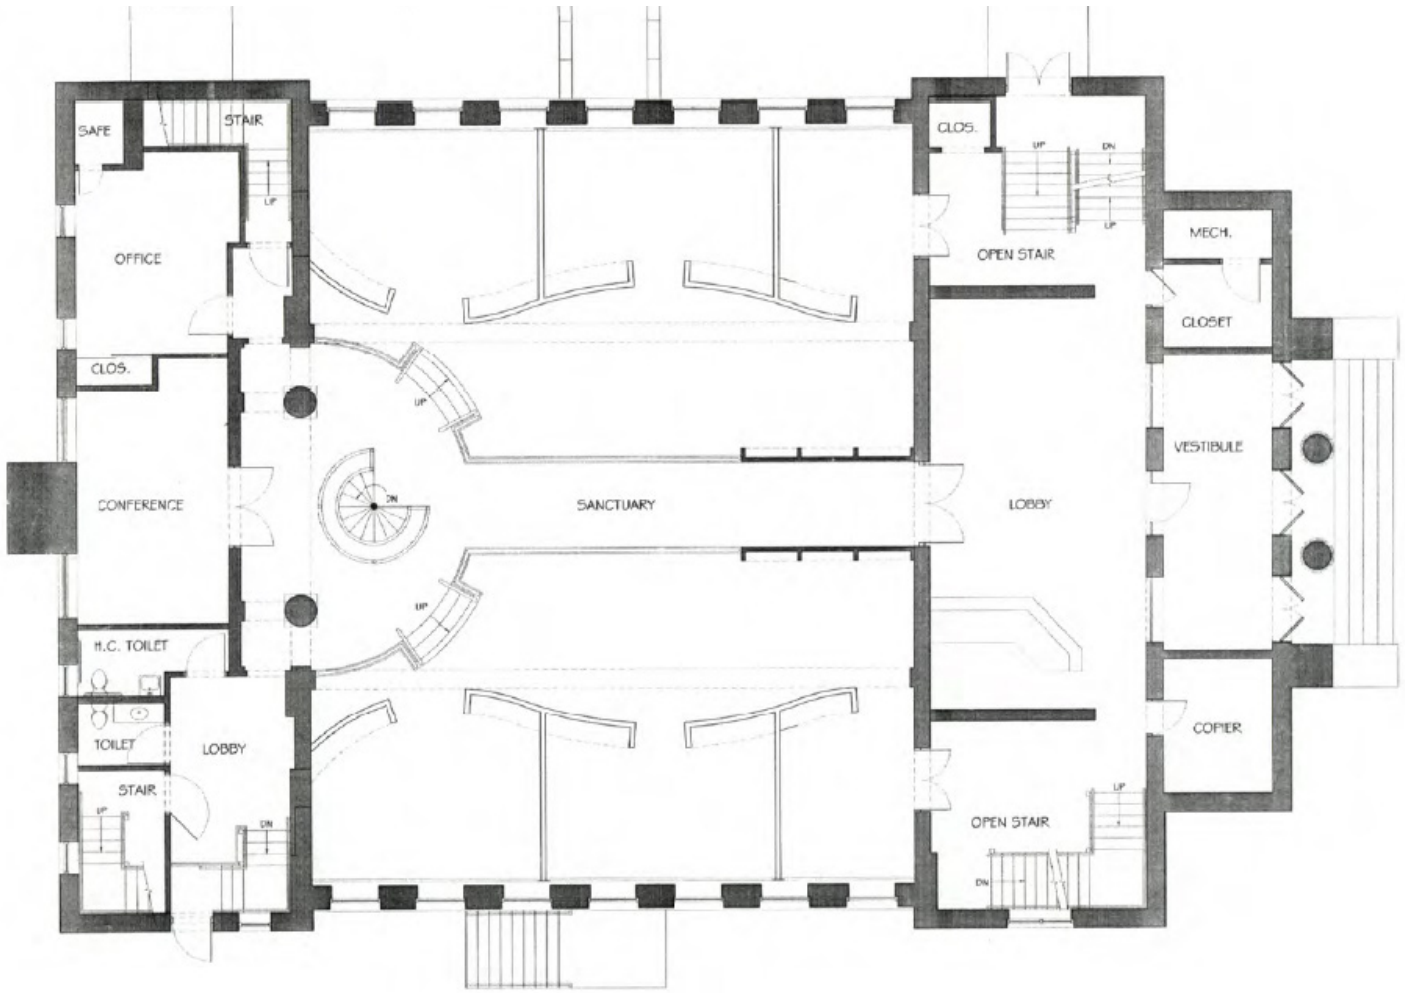 SAFE
STAIR
UP
OFFICE
CLOS.
CONFERENCE
H.C. TOILET
TOILET
LOBBY
STAIR
UP
DN
UP
DN
UP
SANCTUARY
CLOS.
UP
DN
UP
OPEN STAIR
MECH.
CLOSET
VESTIBULE
LOBBY
COPIER
UP
OPEN STAIR
DN